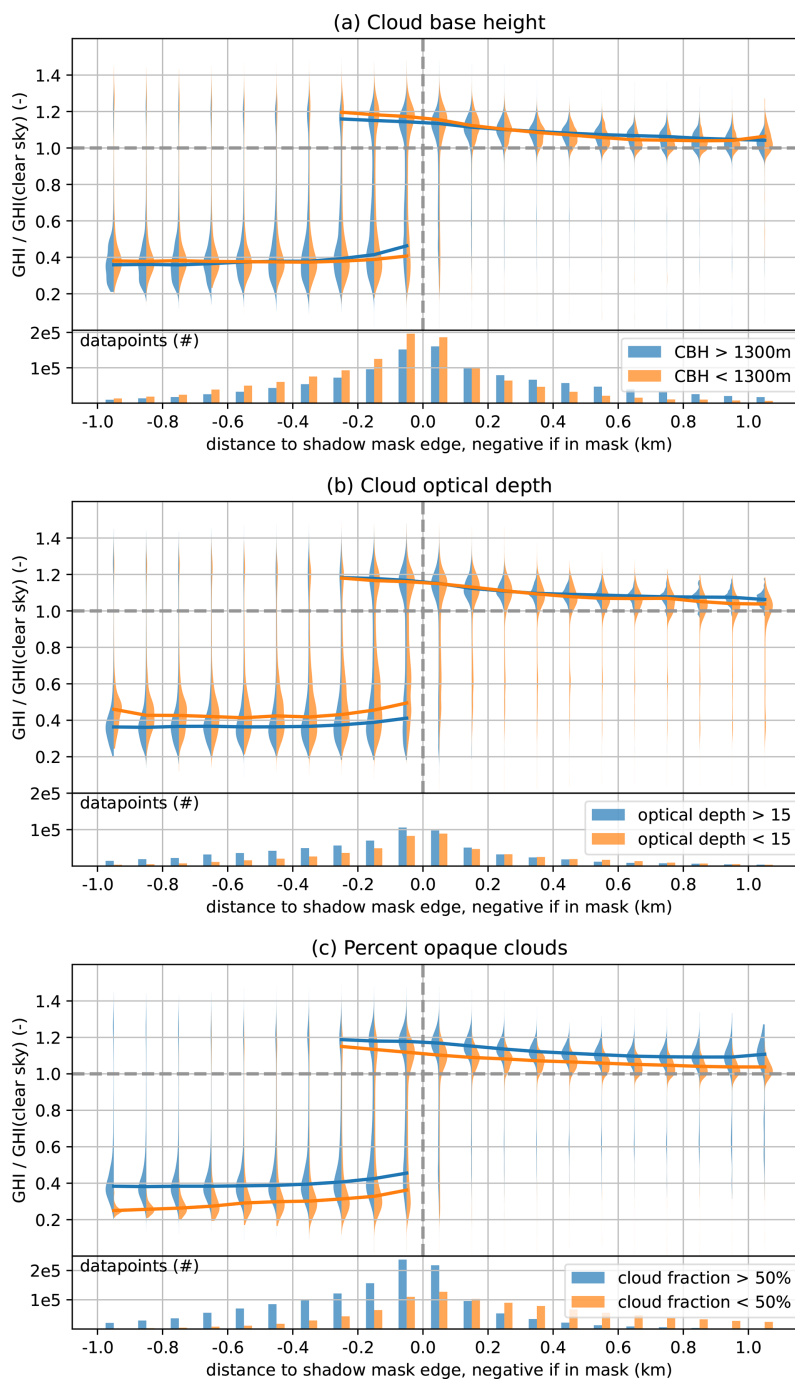 (a) Cloud base height
1.4
1.2
1.0
0.8
0.6
0.4
0.2
GHI / GHI(clear sky) (-)
2e5
1e5
datapoints (#)
CBH > 1300m
CBH < 1300m
-1.0 -0.8 -0.6 -0.4 -0.2 0.0 0.2 0.4 0.6 0.8 1.0
distance to shadow mask edge, negative if in mask (km)
(b) Cloud optical depth
1.4
1.2
1.0
0.8
0.6
0.4
0.2
GHI / GHI(clear sky) (-)
2e5
1e5
datapoints (#)
optical depth > 15
optical depth < 15
-1.0 -0.8 -0.6 -0.4 -0.2 0.0 0.2 0.4 0.6 0.8 1.0
distance to shadow mask edge, negative if in mask (km)
(c) Percent opaque clouds
1.4
1.2
1.0
0.8
0.6
0.4
0.2
GHI / GHI(clear sky) (-)
2e5
1e5
datapoints (#)
cloud fraction > 50%
cloud fraction < 50%
-1.0 -0.8 -0.6 -0.4 -0.2 0.0 0.2 0.4 0.6 0.8 1.0
distance to shadow mask edge, negative if in mask (km)